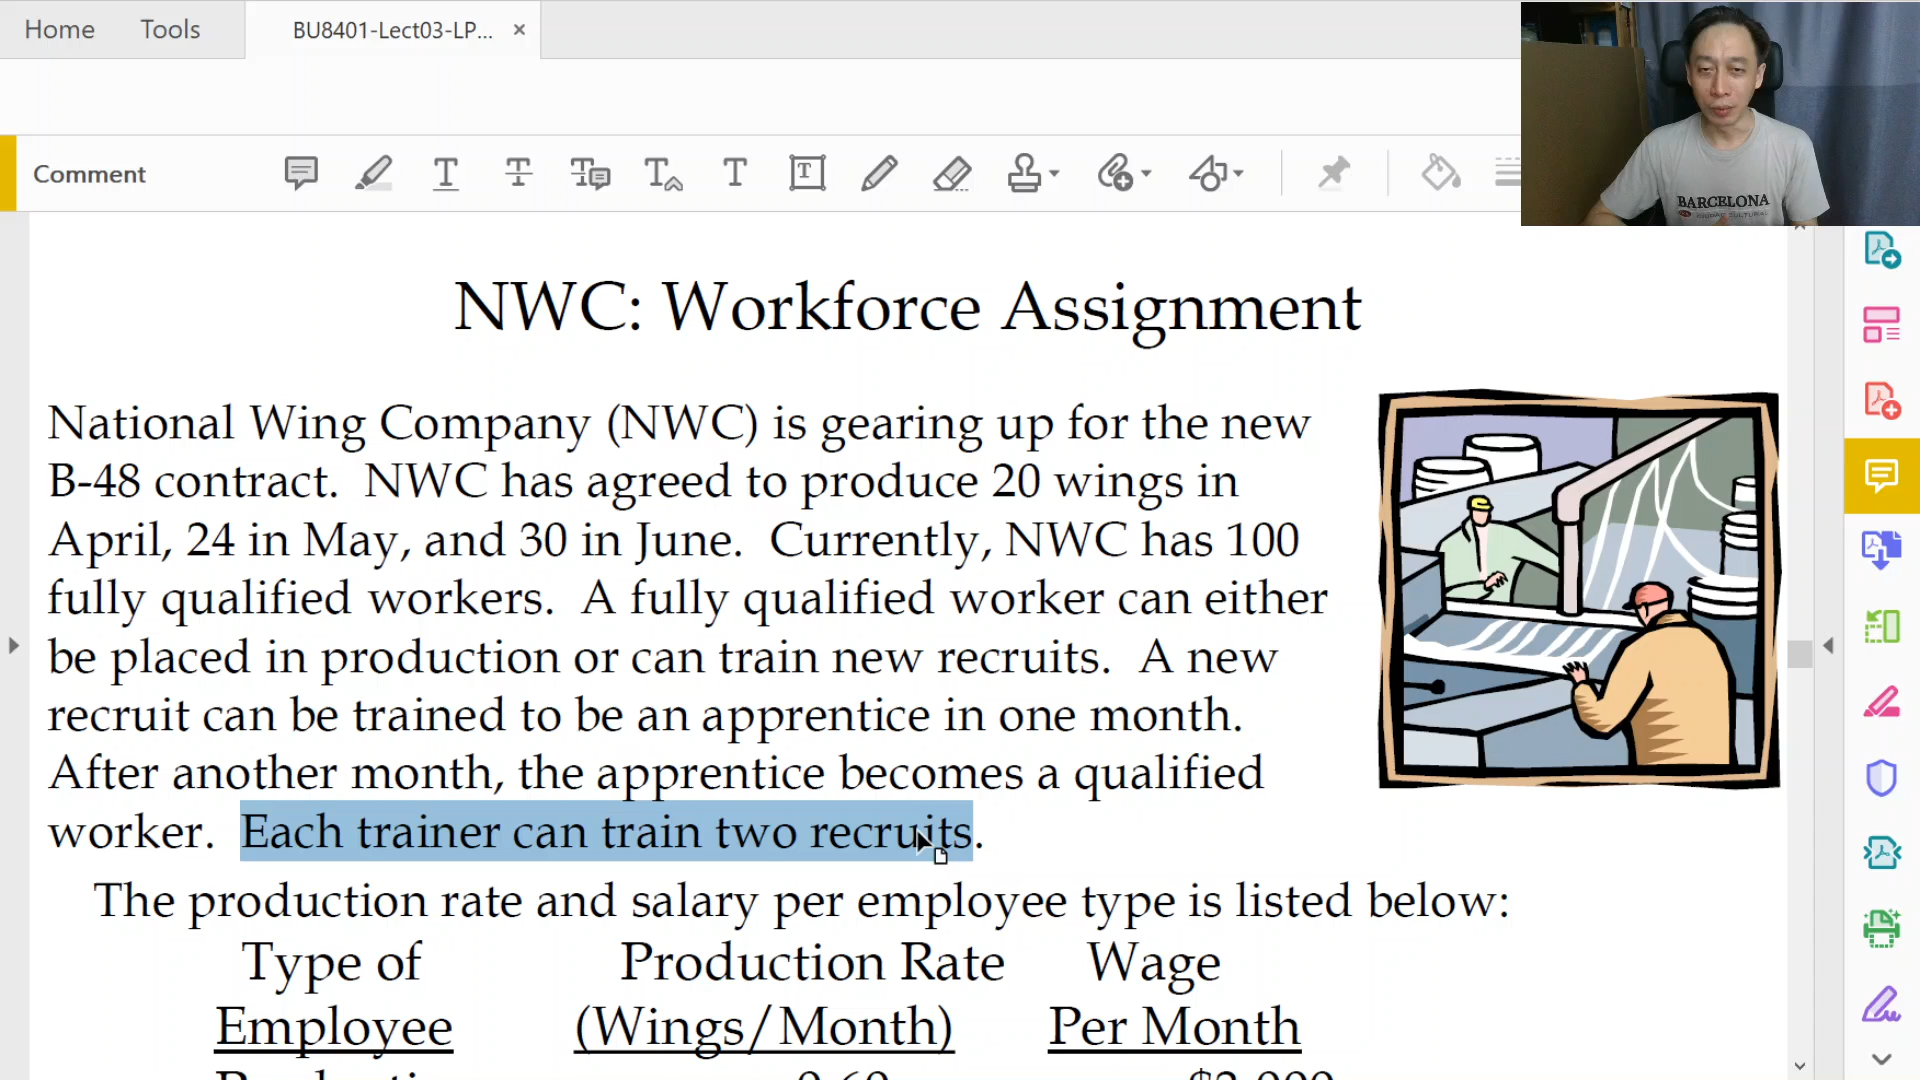 Home Tools BU8401-Lect03-LP... ×
Comment
BARCELONA
NWC: Workforce Assignment
National Wing Company (NWC) is gearing up for the new
B-48 contract. NWC has agreed to produce 20 wings in
April, 24 in May, and 30 in June. Currently, NWC has 100
fully qualified workers. A fully qualified worker can either
be placed in production or can train new recruits. A new
recruit can be trained to be an apprentice in one month.
After another month, the apprentice becomes a qualified
worker. Each trainer can train two recruits.
The production rate and salary per employee type is listed below:
Type of Production Rate Wage
Employee (Wings/Month) Per Month